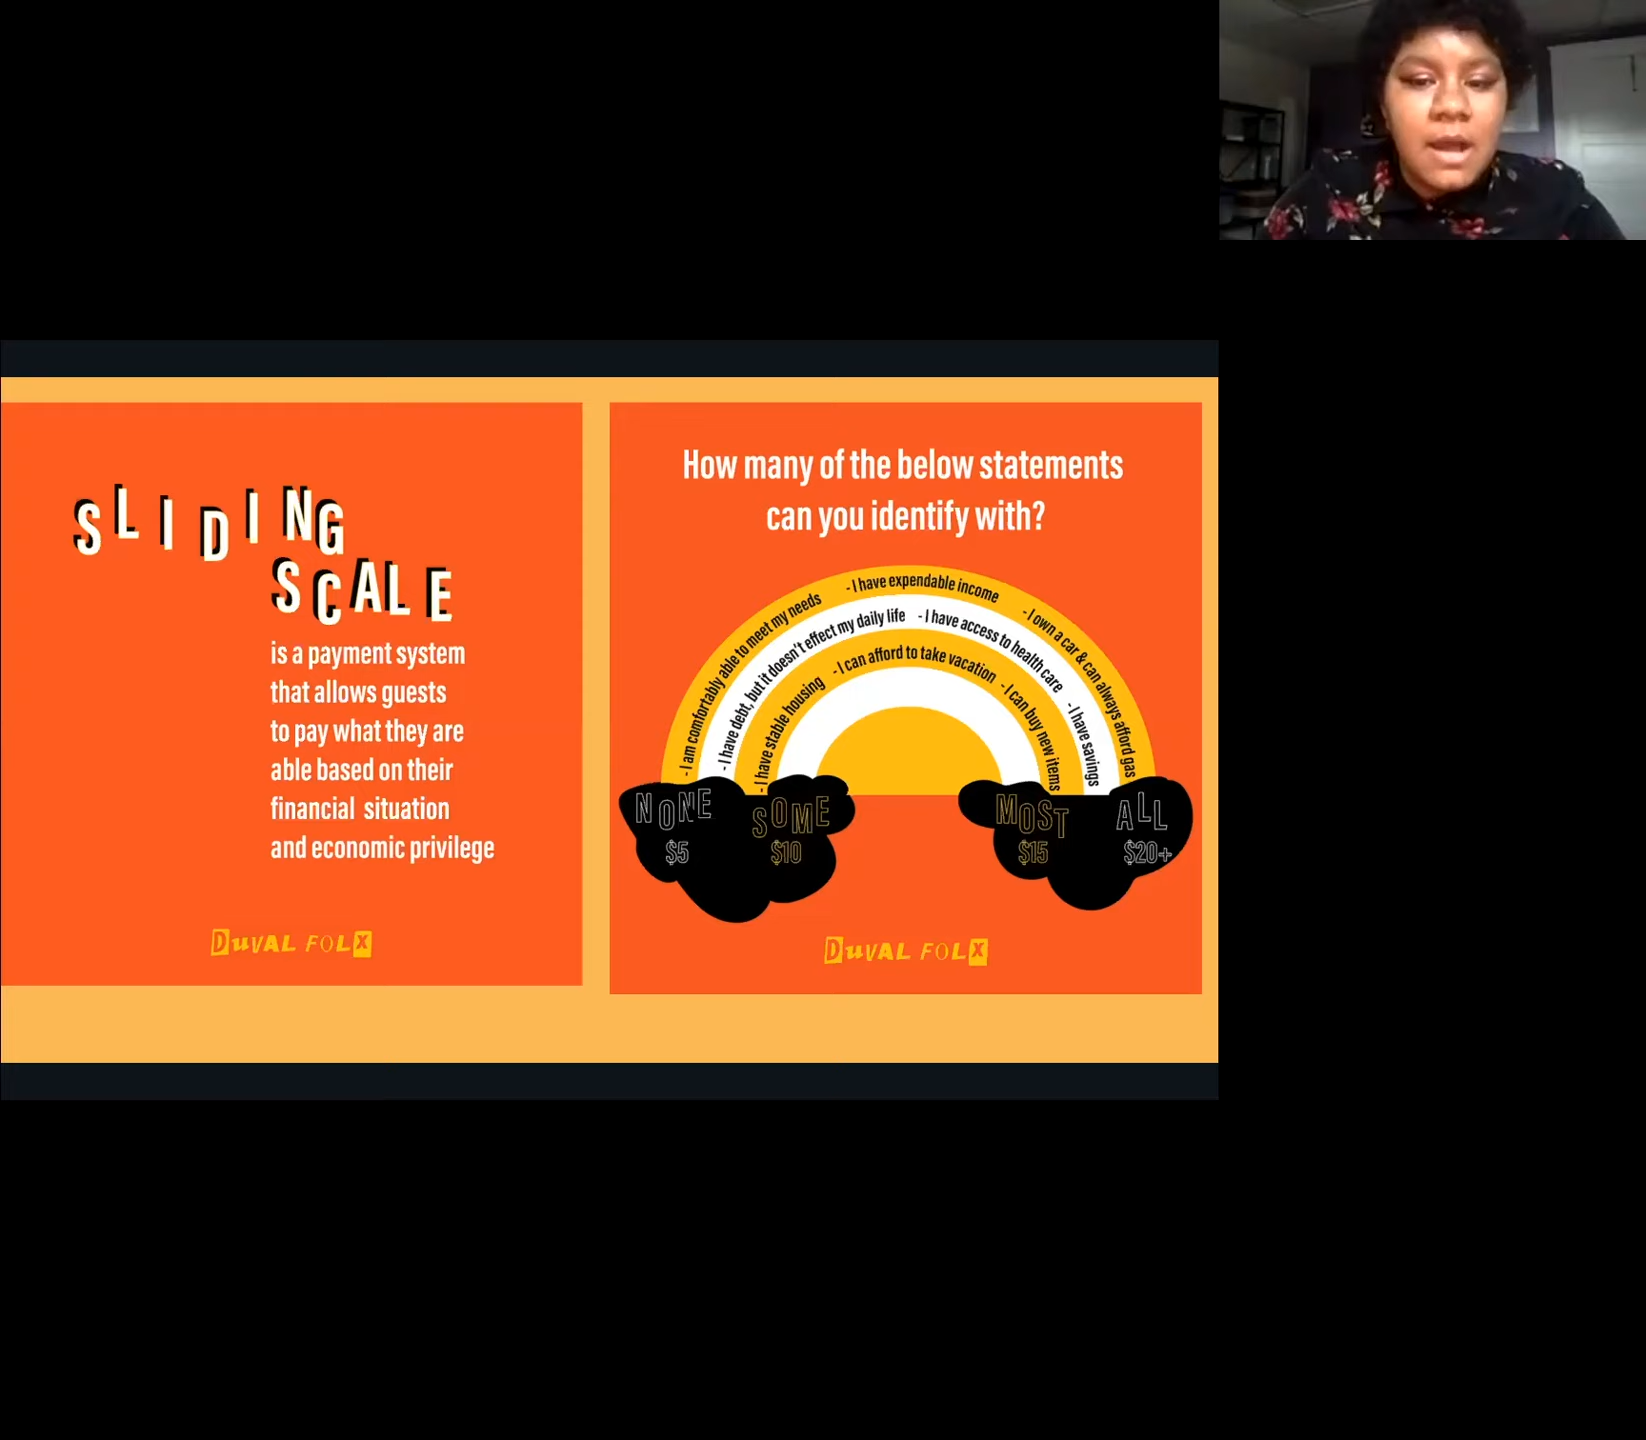 SLIDING
SCALE
is a payment system
that allows guests
to pay what they are
able based on their
financial situation
and economic privilege
DUVAL FOLX
How many of the below statements
can you identify with?
- I am comfortably able to meet my needs - I have expendable income - I own a car & can always afford gas
- I have debt, but it doesn't effect my daily life - I have access to health care - I have savings
- I have stable housing - I can afford to take vacation - I can buy new items
NONE SOME MOST ALL
$5 $10 $15 $20+
DUVAL FOLX